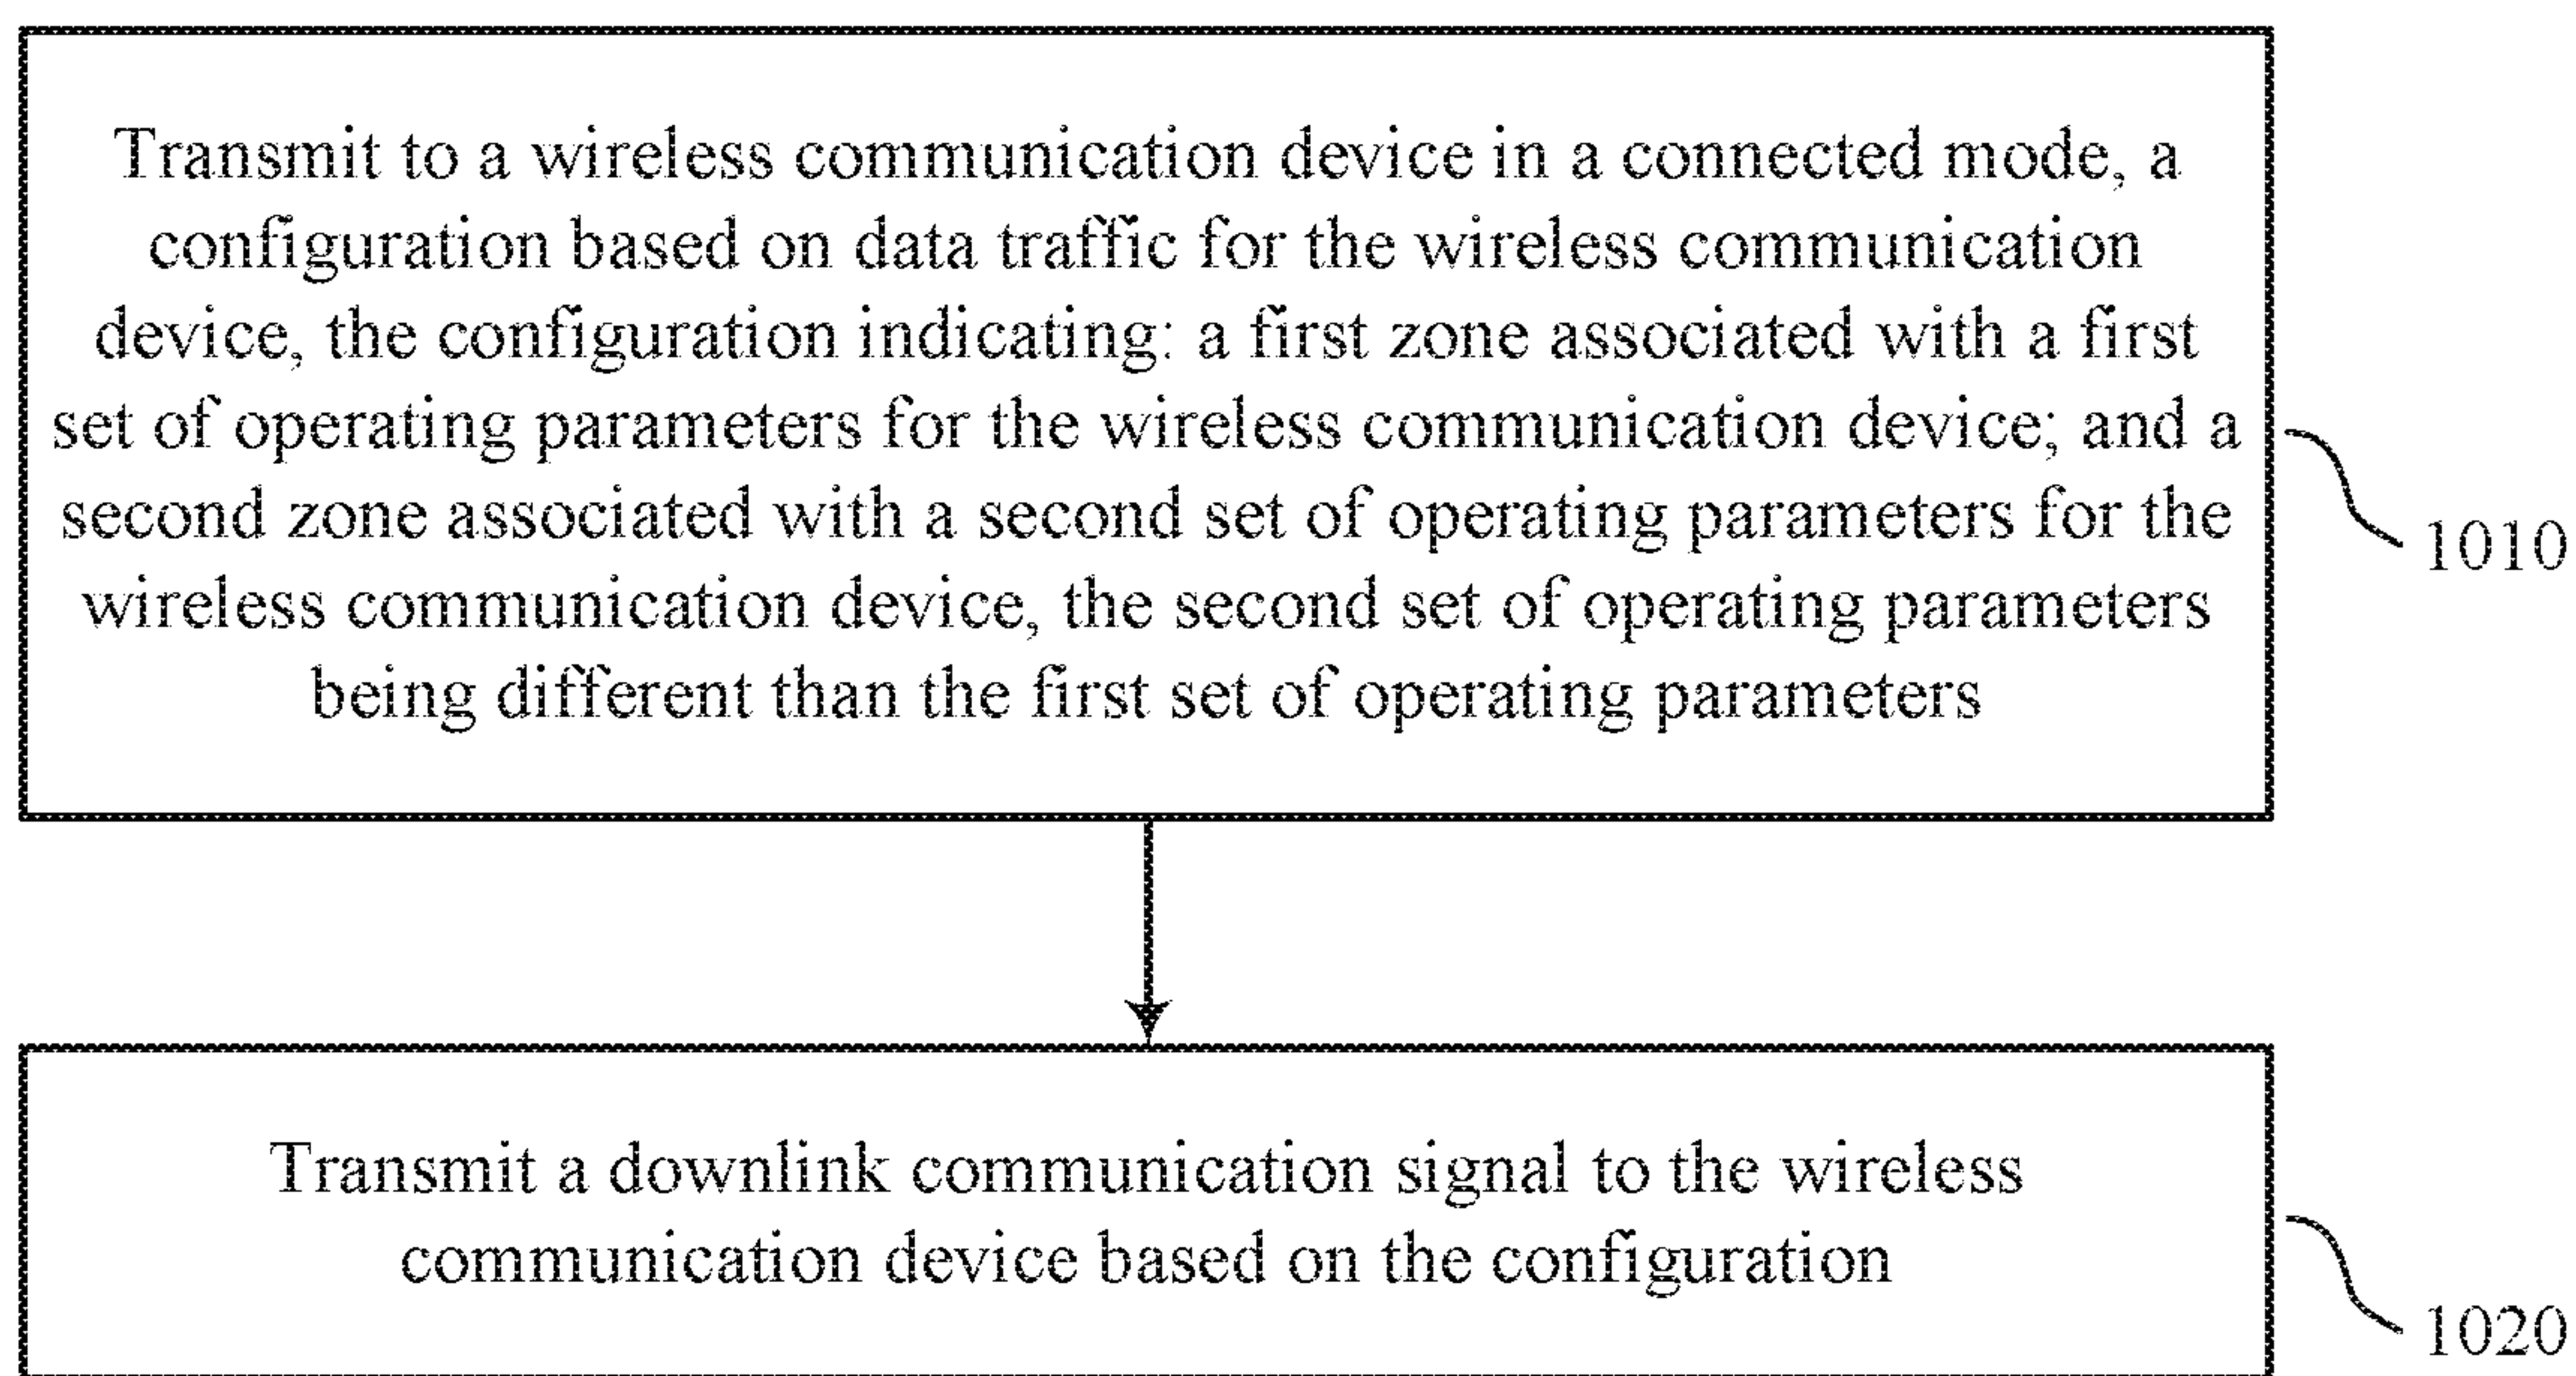 Transmit to a wireless communication device in a connected mode, a
configuration based on data traffic for the wireless communication
device, the configuration indicating: a first zone associated with a first
set of operating parameters for the wireless communication device; and a
second zone associated with a second set of operating parameters for the
wireless communication device, the second set of operating parameters
being different than the first set of operating parameters
1010
Transmit a downlink communication signal to the wireless
communication device based on the configuration
1020